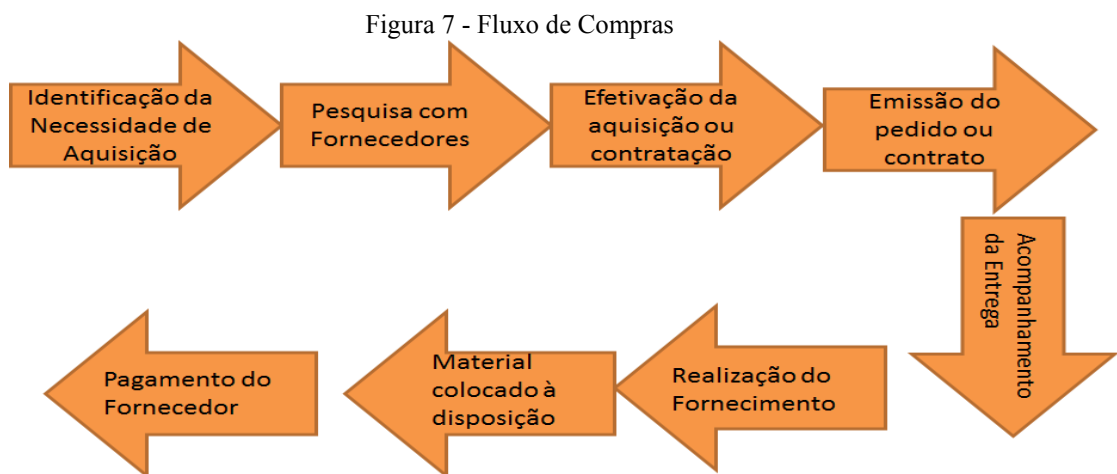 Figura 7 - Fluxo de Compras
Identificação da
Necessidade de
Aquisição
Pesquisa com
Fornecedores
Efetivação da
aquisição ou
contratação
Emissão do
pedido ou
contrato
Acompanhamento
da Entrega
Realização do
Fornecimento
Material
colocado à
disposição
Pagamento do
Fornecedor